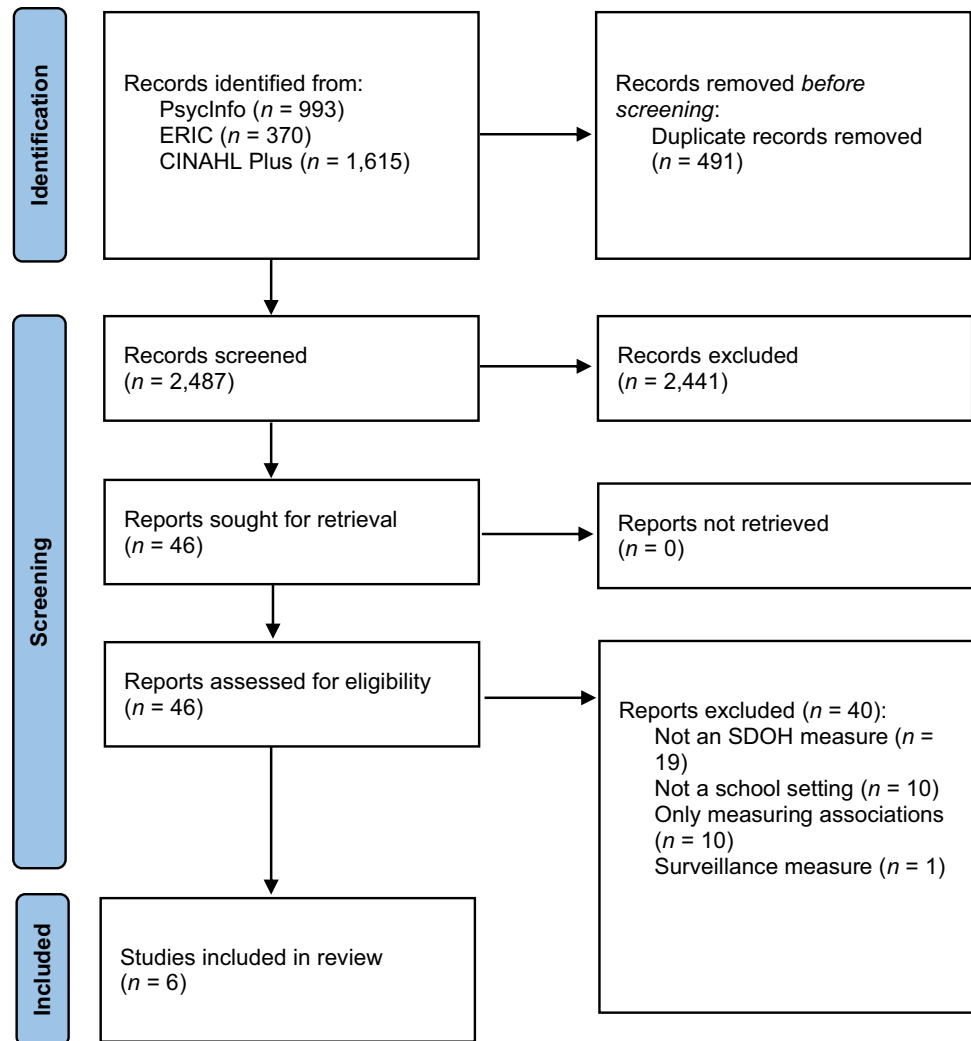 Identification
Records identified from:
PsycInfo (n = 993)
ERIC (n = 370)
CINAHL Plus (n = 1,615)
Records removed before
screening:
Duplicate records removed
(n = 491)
Screening
Records screened
(n = 2,487)
Records excluded
(n = 2,441)
Reports sought for retrieval
(n = 46)
Reports not retrieved
(n = 0)
Reports assessed for eligibility
(n = 46)
Reports excluded (n = 40):
Not an SDOH measure (n =
19)
Not a school setting (n = 10)
Only measuring associations
(n = 10)
Surveillance measure (n = 1)
Included
Studies included in review
(n = 6)